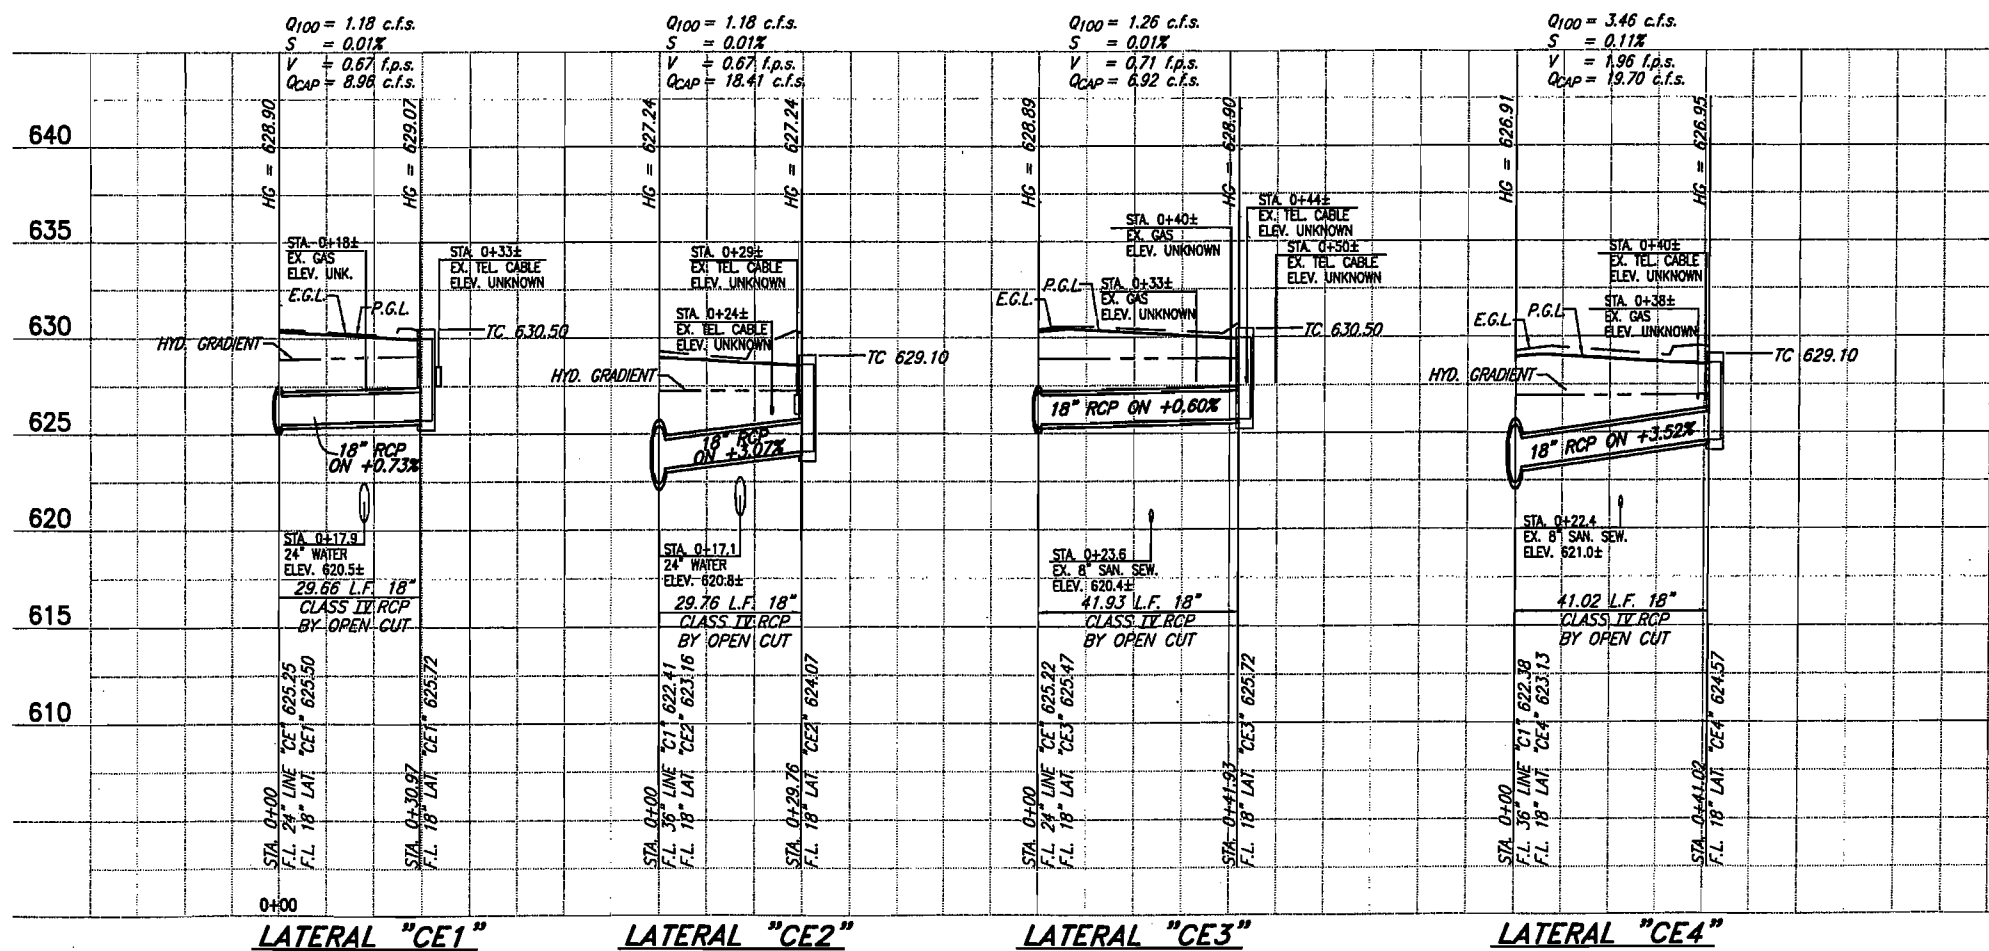 Q100 = 1.18 c.f.s.
S = 0.01%
V = 0.67 f.p.s.
QCAP = 8.96 c.f.s.
Q100 = 1.18 c.f.s.
S = 0.01%
V = 0.67 f.p.s.
QCAP = 18.41 c.f.s.
Q100 = 1.26 c.f.s.
S = 0.01%
V = 0.71 f.p.s.
QCAP = 6.92 c.f.s.
Q100 = 3.46 c.f.s.
S = 0.11%
V = 1.96 f.p.s.
QCAP = 19.70 c.f.s.
640
635
630
625
620
615
610
HG = 628.90
HG = 629.07
STA. 0+18±
EX. GAS
ELEV. UNK.
STA. 0+33±
EX. TEL. CABLE
ELEV. UNKNOWN
E.G.L.
P.G.L.
HYD. GRADIENT
TC 630.50
18" RCP
ON +0.73%
STA. 0+17.9
24" WATER
ELEV. 620.5±
29.66 L.F. 18"
CLASS IV RCP
BY OPEN CUT
STA. 0+00
F.L. 24" LINE "CE" 625.25
F.L. 18" LAT. "CE1" 625.50
STA. 0+30.97
F.L. 18" LAT. "CE1" 625.72
0+00
LATERAL "CE1"
HG = 627.24
HG = 627.24
STA. 0+29±
EX. TEL. CABLE
ELEV. UNKNOWN
STA. 0+24±
EX. TEL. CABLE
ELEV. UNKNOWN
TC 629.10
HYD. GRADIENT
18" RCP
ON +3.07%
STA. 0+17.1
24" WATER
ELEV. 620.8±
29.76 L.F. 18"
CLASS IV RCP
BY OPEN CUT
STA. 0+00
F.L. 36" LINE "C1" 622.41
F.L. 18" LAT. "CE2" 623.16
STA. 0+29.76
F.L. 18" LAT. "CE2" 624.07
LATERAL "CE2"
HG = 628.89
HG = 628.90
STA. 0+44±
EX. TEL. CABLE
ELEV. UNKNOWN
STA. 0+40±
EX. GAS
ELEV. UNKNOWN
STA. 0+50±
EX. TEL. CABLE
ELEV. UNKNOWN
E.G.L.
P.G.L.
STA. 0+33±
EX. GAS
ELEV. UNKNOWN
TC 630.50
18" RCP ON +0.60%
STA. 0+23.6
EX. 8" SAN. SEW.
ELEV. 620.4±
41.93 L.F. 18"
CLASS IV RCP
BY OPEN CUT
STA. 0+00
F.L. 24" LINE "CE" 625.22
F.L. 18" LAT. "CE3" 625.47
STA. 0+41.93
F.L. 18" LAT. "CE3" 625.72
LATERAL "CE3"
HG = 626.91
HG = 626.95
STA. 0+40±
EX. TEL. CABLE
ELEV. UNKNOWN
STA. 0+38±
EX. GAS
ELEV. UNKNOWN
E.G.L.
P.G.L.
TC 629.10
HYD. GRADIENT
18" RCP ON +3.52%
STA. 0+22.4
EX. 8" SAN. SEW.
ELEV. 621.0±
41.02 L.F. 18"
CLASS IV RCP
BY OPEN CUT
STA. 0+00
F.L. 36" LINE "C1" 622.38
F.L. 18" LAT. "CE4" 623.13
STA. 0+41.02
F.L. 18" LAT. "CE4" 624.57
LATERAL "CE4"